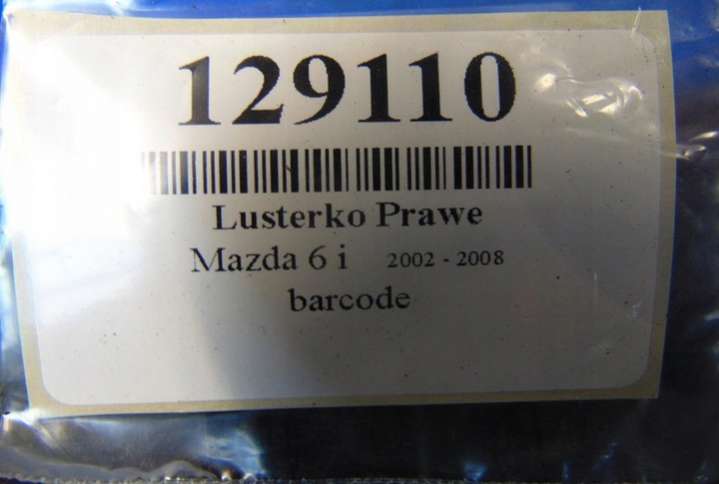 129110
Lusterko Prawe
Mazda 6 i 2002 - 2008
barcode